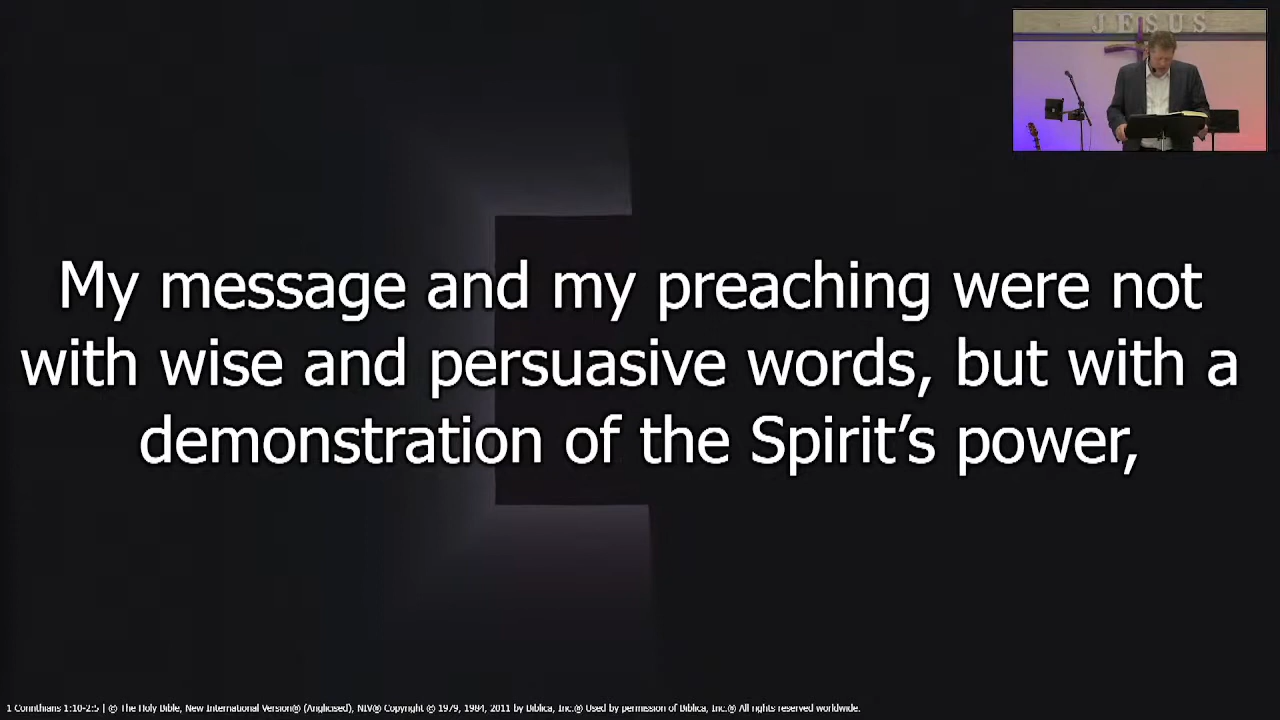 JESUS
My message and my preaching were not
with wise and persuasive words, but with a
demonstration of the Spirit’s power,
1 Corinthians 1:10-2:5 | © The Holy Bible, New International Version® (Anglicised), NIV® Copyright © 1979, 1984, 2011 by Biblica, Inc.® Used by permission of Biblica, Inc.® All rights reserved worldwide.